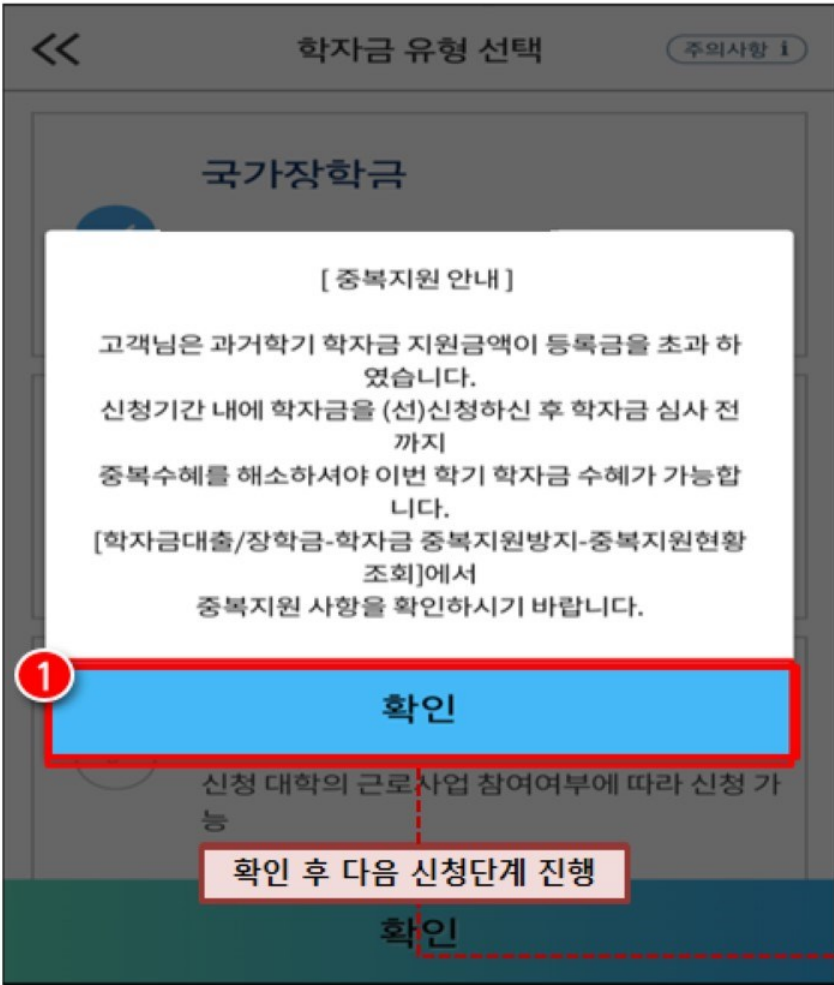 학자금 유형 선택
주의사항 i
국가장학금
[ 중복지원 안내 ]
고객님은 과거학기 학자금 지원금액이 등록금을 초과 하
였습니다.
신청기간 내에 학자금을 (선)신청하신 후 학자금 심사 전
까지
중복수혜를 해소하셔야 이번 학기 학자금 수혜가 가능합
니다.
[학자금대출/장학금-학자금 중복지원방지-중복지원현황
조회]에서
중복지원 사항을 확인하시기 바랍니다.
1
확인
신청 대학의 근로사업 참여여부에 따라 신청 가
능
확인 후 다음 신청단계 진행
확인